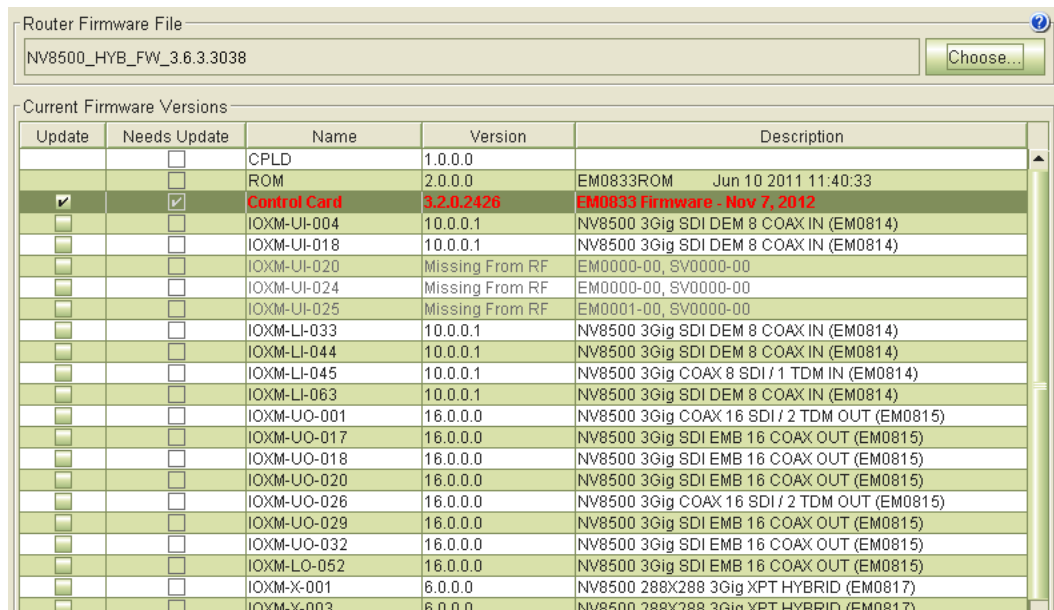 Router Firmware File
NV8500_HYB_FW_3.6.3.3038
Choose...
Current Firmware Versions
Update Needs Update Name Version Description
CPLD 1.0.0.0
ROM 2.0.0.0 EM0833ROM Jun 10 2011 11:40:33
Control Card 3.2.0.2426 EM0833 Firmware - Nov 7, 2012
IOXM-UI-004 10.0.0.1 NV8500 3Gig SDI DEM 8 COAX IN (EM0814)
IOXM-UI-018 10.0.0.1 NV8500 3Gig SDI DEM 8 COAX IN (EM0814)
IOXM-UI-020 Missing From RF EM0000-00, SV0000-00
IOXM-UI-024 Missing From RF EM0000-00, SV0000-00
IOXM-UI-025 Missing From RF EM0001-00, SV0000-00
IOXM-LI-033 10.0.0.1 NV8500 3Gig SDI DEM 8 COAX IN (EM0814)
IOXM-LI-044 10.0.0.1 NV8500 3Gig SDI DEM 8 COAX IN (EM0814)
IOXM-LI-045 10.0.0.1 NV8500 3Gig COAX 8 SDI / 1 TDM IN (EM0814)
IOXM-LI-063 10.0.0.1 NV8500 3Gig SDI DEM 8 COAX IN (EM0814)
IOXM-UO-001 16.0.0.0 NV8500 3Gig COAX 16 SDI / 2 TDM OUT (EM0815)
IOXM-UO-017 16.0.0.0 NV8500 3Gig SDI EMB 16 COAX OUT (EM0815)
IOXM-UO-018 16.0.0.0 NV8500 3Gig SDI EMB 16 COAX OUT (EM0815)
IOXM-UO-020 16.0.0.0 NV8500 3Gig SDI EMB 16 COAX OUT (EM0815)
IOXM-UO-026 16.0.0.0 NV8500 3Gig COAX 16 SDI / 2 TDM OUT (EM0815)
IOXM-UO-029 16.0.0.0 NV8500 3Gig SDI EMB 16 COAX OUT (EM0815)
IOXM-UO-032 16.0.0.0 NV8500 3Gig SDI EMB 16 COAX OUT (EM0815)
IOXM-LO-052 16.0.0.0 NV8500 3Gig SDI EMB 16 COAX OUT (EM0815)
IOXM-X-001 6.0.0.0 NV8500 288X288 3Gig XPT HYBRID (EM0817)
IOXM-X-003 6.0.0.0 NV8500 288X288 3Gig XPT HYBRID (EM0817)